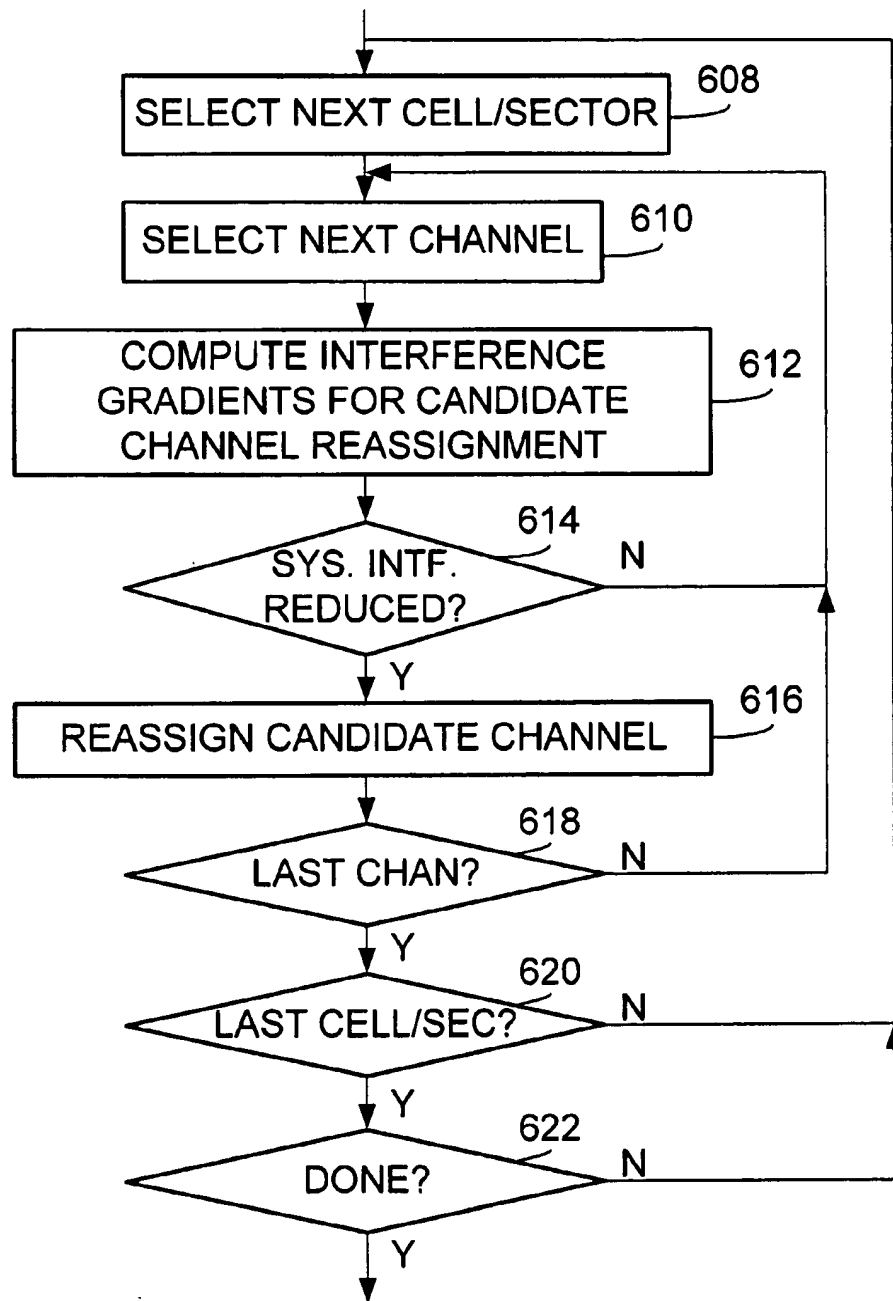 608
SELECT NEXT CELL/SECTOR
610
SELECT NEXT CHANNEL
COMPUTE INTERFERENCE
GRADIENTS FOR CANDIDATE
CHANNEL REASSIGNMENT
612
614
SYS. INTF.
REDUCED?
N
Y
616
REASSIGN CANDIDATE CHANNEL
618
LAST CHAN?
N
Y
620
LAST CELL/SEC?
N
Y
622
DONE?
N
Y